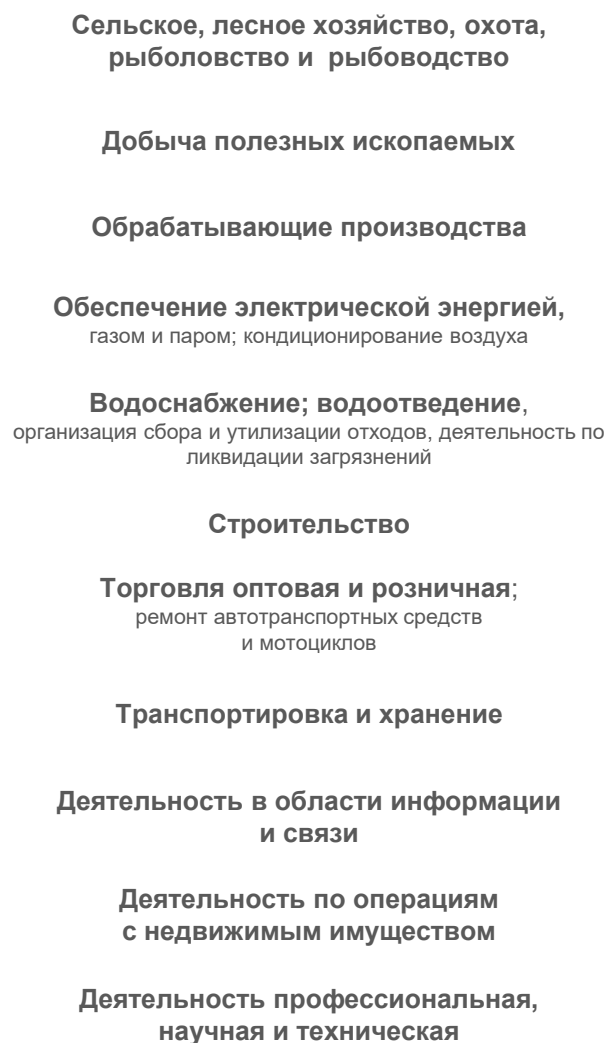 Сельское, лесное хозяйство, охота,
рыболовство и рыбоводство
Добыча полезных ископаемых
Обрабатывающие производства
Обеспечение электрической энергией,
газом и паром; кондиционирование воздуха
Водоснабжение; водоотведение,
организация сбора и утилизации отходов, деятельность по
ликвидации загрязнений
Строительство
Торговля оптовая и розничная;
ремонт автотранспортных средств
и мотоциклов
Транспортировка и хранение
Деятельность в области информации
и связи
Деятельность по операциям
с недвижимым имуществом
Деятельность профессиональная,
научная и техническая